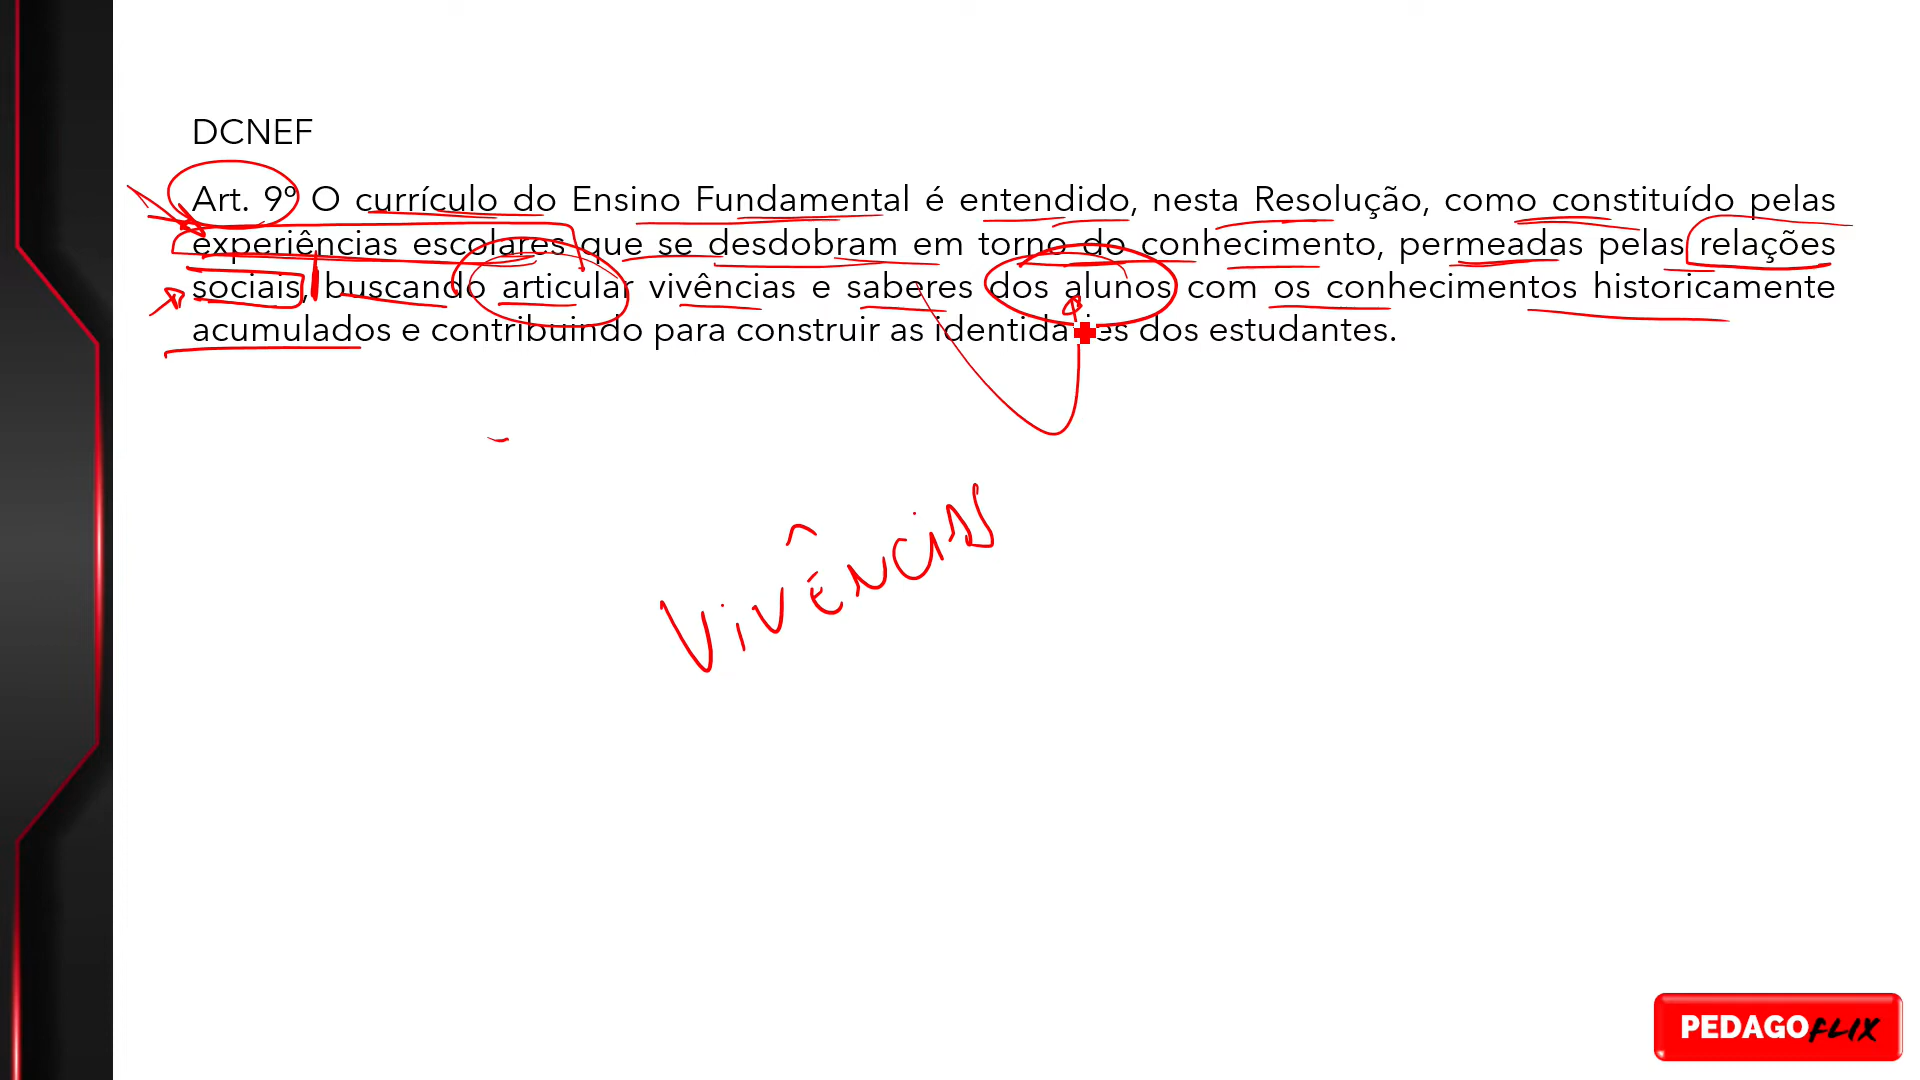 DCNEF
Art. 9º O currículo do Ensino Fundamental é entendido, nesta Resolução, como constituído pelas
experiências escolares que se desdobram em torno do conhecimento, permeadas pelas relações
sociais, buscando articular vivências e saberes dos alunos com os conhecimentos historicamente
acumulados e contribuindo para construir as identidades dos estudantes.
VIVÊNCIAS
PEDAGOFLIX